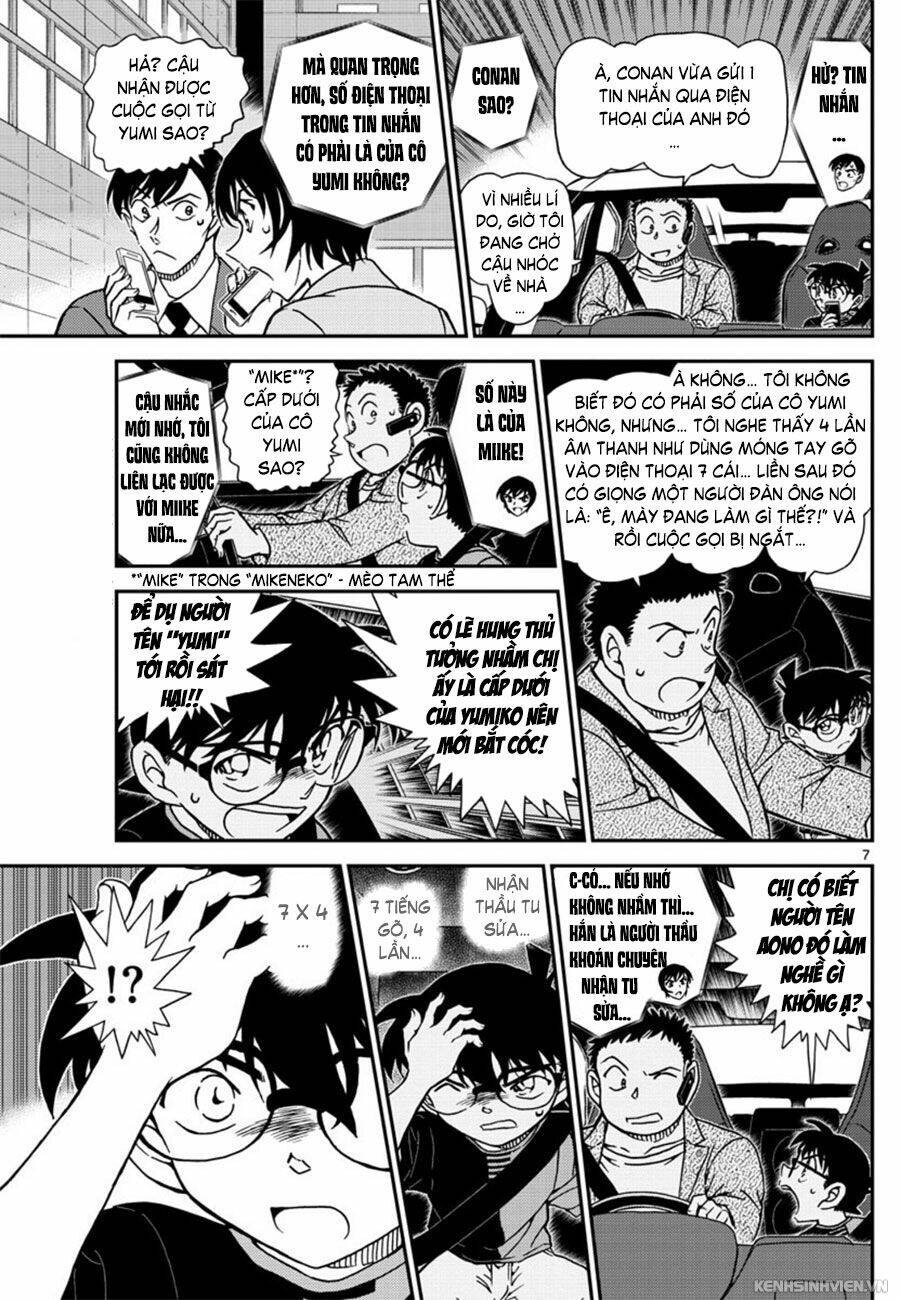 HỬ? TIN
NHẮN
...
À, CONAN VỪA GỬI 1
TIN NHẮN QUA ĐIỆN
THOẠI CỦA ANH ĐÓ
...
CONAN
SAO?
VÌ NHIỀU LÍ
DO, GIỜ TÔI
ĐANG CHỞ
CẬU NHÓC
VỀ NHÀ
...
MÀ QUAN TRỌNG
HƠN, SỐ ĐIỆN THOẠI
TRONG TIN NHẮN
CÓ PHẢI LÀ CỦA CÔ
YUMI KHÔNG?
HẢ? CẬU
NHẬN ĐƯỢC
CUỘC GỌI TỪ
YUMI SAO?
À KHÔNG... TÔI KHÔNG
BIẾT ĐÓ CÓ PHẢI SỐ CỦA CÔ YUMI
KHÔNG, NHƯNG... TÔI NGHE THẤY 4 LẦN
ÂM THANH NHƯ DÙNG MÓNG TAY GÕ
VÀO ĐIỆN THOẠI 7 CÁI... LIỀN SAU ĐÓ
CÓ GIỌNG MỘT NGƯỜI ĐÀN ÔNG NÓI
LÀ: "Ê, MÀY ĐANG LÀM GÌ THẾ?!" VÀ
RỒI CUỘC GỌI BỊ NGẮT...
SỐ NÀY
LÀ CỦA
MIIKE!
"MIKE*"?
CẤP DƯỚI
CỦA CÔ
YUMI
SAO?
CẬU NHẮC
MỚI NHỚ, TÔI
CŨNG KHÔNG
LIÊN LẠC ĐƯỢC
VỚI MIIKE
NỮA...
*"MIKE" TRONG "MIKENEKO" - MÈO TAM THỂ
CÓ LẼ HUNG THỦ
TƯỞNG NHẦM CHỊ
ẤY LÀ CẤP DƯỚI
CỦA YUMIKO NÊN
MỚI BẮT CÓC!
ĐỂ DỤ NGƯỜI
TÊN "YUMI"
TỚI RỒI SÁT
HẠI!!
7
CHỊ CÓ BIẾT
NGƯỜI TÊN
AONO ĐÓ LÀM
NGHỀ GÌ
KHÔNG Ạ?
C-CÓ... NẾU NHỚ
KHÔNG NHẦM THÌ...
HẮN LÀ NGƯỜI THẦU
KHOÁN CHUYÊN
NHẬN TU
SỬA...
NHẬN
THẦU TU
SỬA...
7 TIẾNG
GÕ, 4
LẦN...
7 X 4
...
!?
KENHSINHVIEN.VN